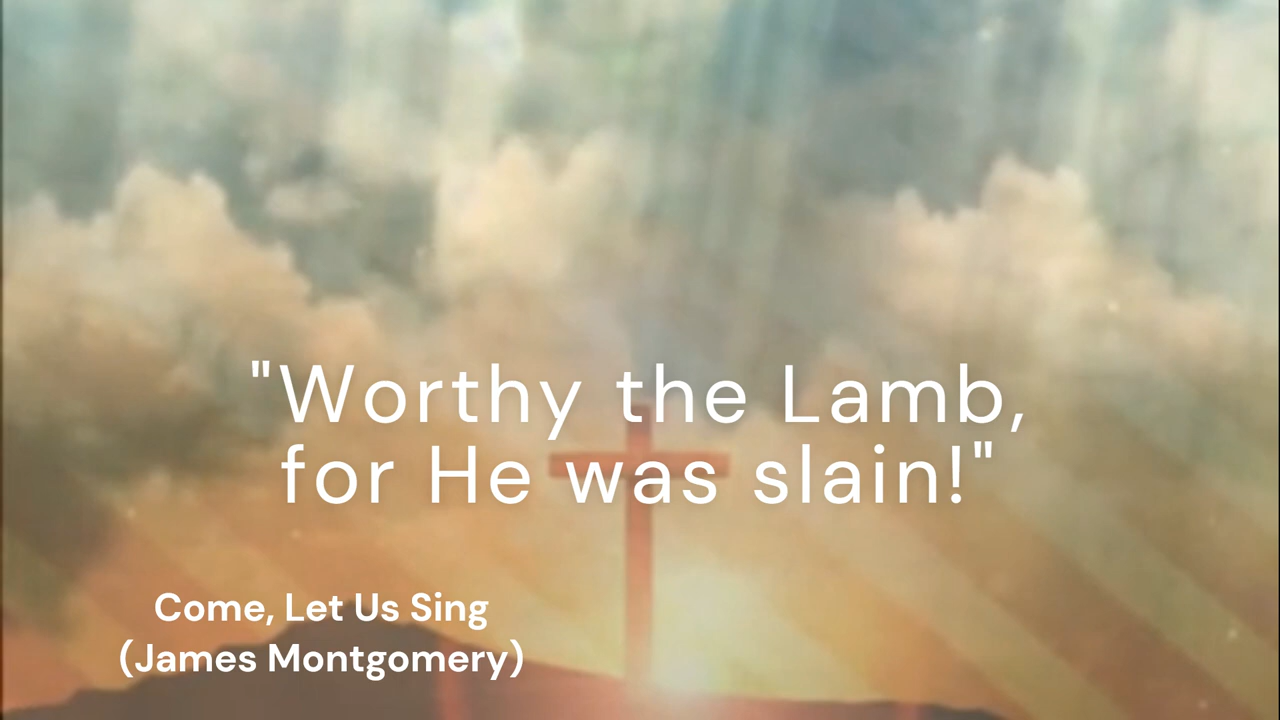 "Worthy the Lamb,
for He was slain!"
Come, Let Us Sing
(James Montgomery)